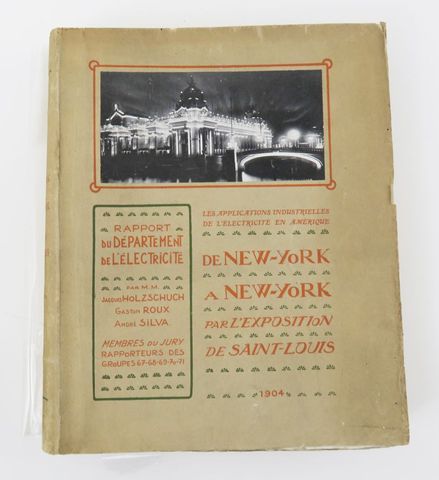 RAPPORT
DU DÉPARTEMENT
DE L'ÉLECTRICITÉ
PAR M.M.
JACQUES HOLZSCHUCH
GASTON ROUX
ANDRÉ SILVA
MEMBRES DU JURY
RAPPORTEURS DES
GROUPES 67-68-69-70-71
LES APPLICATIONS INDUSTRIELLES
DE L'ÉLECTRICITÉ EN AMÉRIQUE
DE NEW-YORK
A NEW-YORK
PAR L'EXPOSITION
DE SAINT-LOUIS
1904